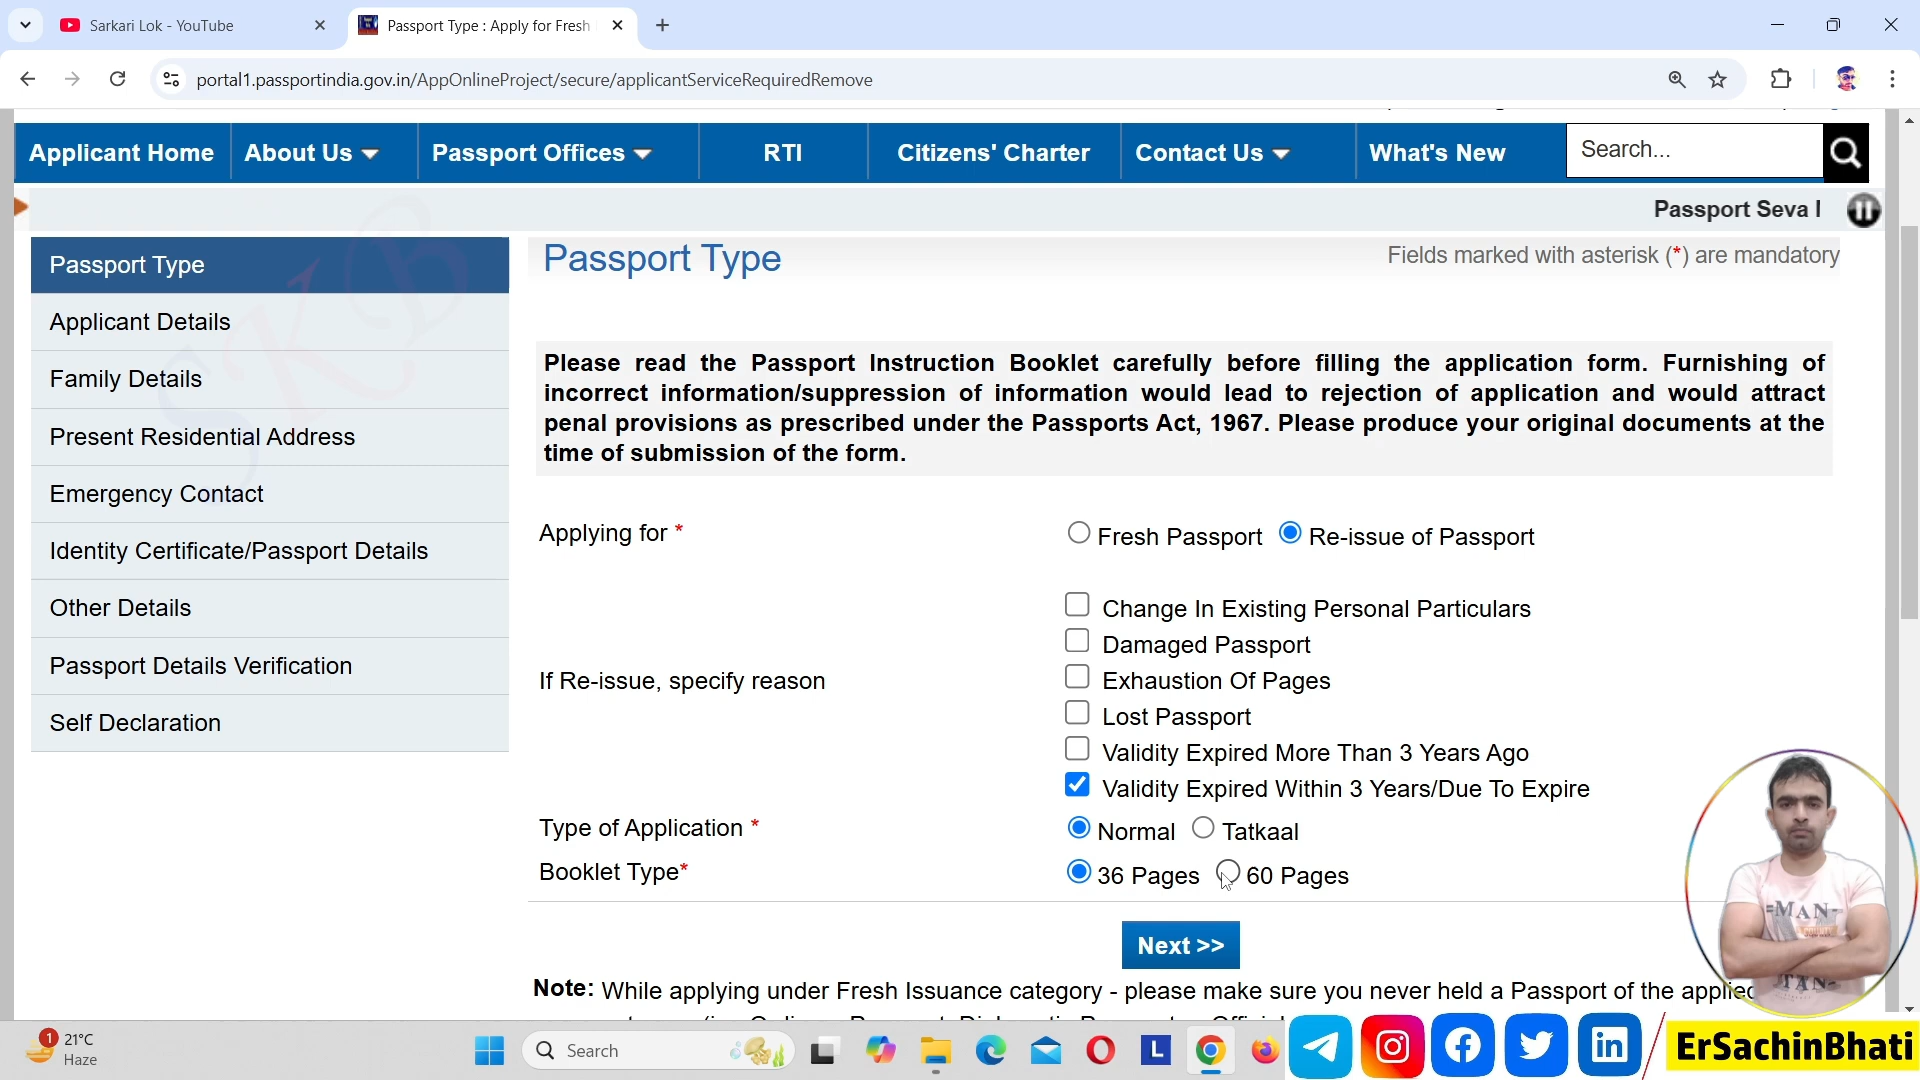 Sarkari Lok - YouTube
Passport Type : Apply for Fresh
portal1.passportindia.gov.in/AppOnlineProject/secure/applicantServiceRequiredRemove
Applicant Home About Us Passport Offices RTI Citizens' Charter Contact Us What's New Search...
Passport Seva
Passport Type
Applicant Details
Family Details
Present Residential Address
Emergency Contact
Identity Certificate/Passport Details
Other Details
Passport Details Verification
Self Declaration
SKB
Passport Type
Fields marked with asterisk (*) are mandatory
Please read the Passport Instruction Booklet carefully before filling the application form. Furnishing of
incorrect information/suppression of information would lead to rejection of application and would attract
penal provisions as prescribed under the Passports Act, 1967. Please produce your original documents at the
time of submission of the form.
Applying for * Fresh Passport Re-issue of Passport
Change In Existing Personal Particulars
Damaged Passport
If Re-issue, specify reason Exhaustion Of Pages
Lost Passport
Validity Expired More Than 3 Years Ago
Validity Expired Within 3 Years/Due To Expire
Type of Application * Normal Tatkaal
Booklet Type* 36 Pages 60 Pages
Next >>
Note: While applying under Fresh Issuance category - please make sure you never held a Passport of the
=MAN=
TAN
1
21°C
Haze
Search
L
in
ErSachinBhati